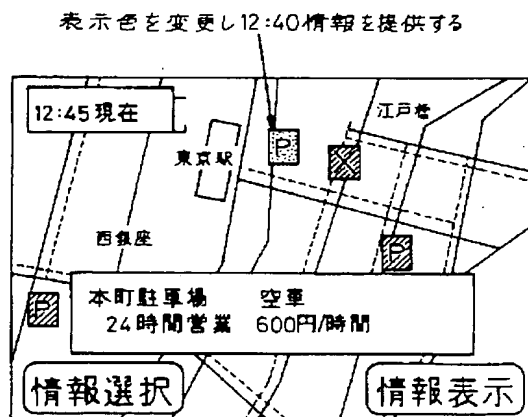 表示色を変更し12:40情報を提供する
12:45現在
江戸橋
P
東京駅
X
西銀座
P
本町駐車場 空車
24時間営業 600円/時間
P
情報選択 情報表示